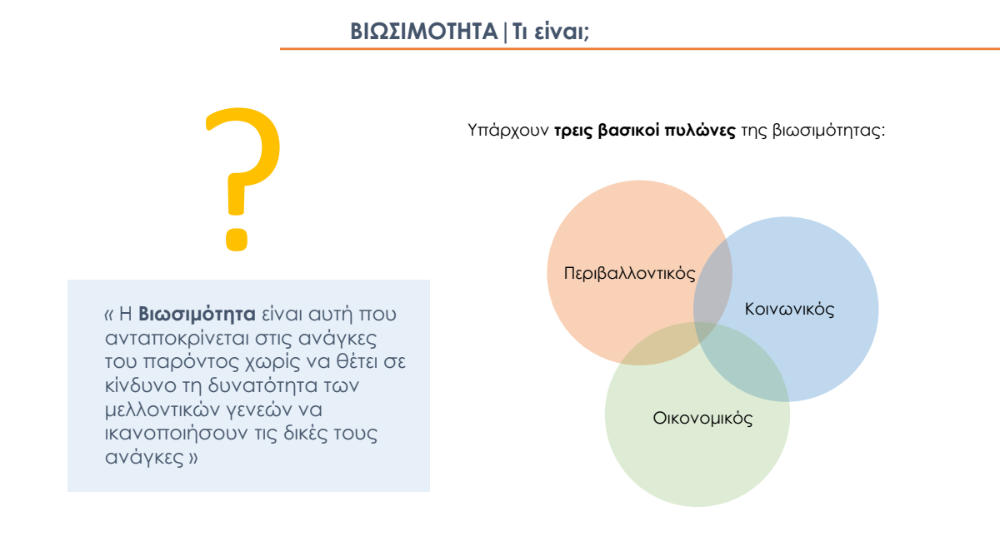 ΒΙΩΣΙΜΟΤΗΤΑ|Τι είναι;
?
« Η Βιωσιμότητα είναι αυτή που
ανταποκρίνεται στις ανάγκες
του παρόντος χωρίς να θέτει σε
κίνδυνο τη δυνατότητα των
μελλοντικών γενεών να
ικανοποιήσουν τις δικές τους
ανάγκες »
Υπάρχουν τρεις βασικοί πυλώνες της βιωσιμότητας:
Περιβαλλοντικός
Κοινωνικός
Οικονομικός